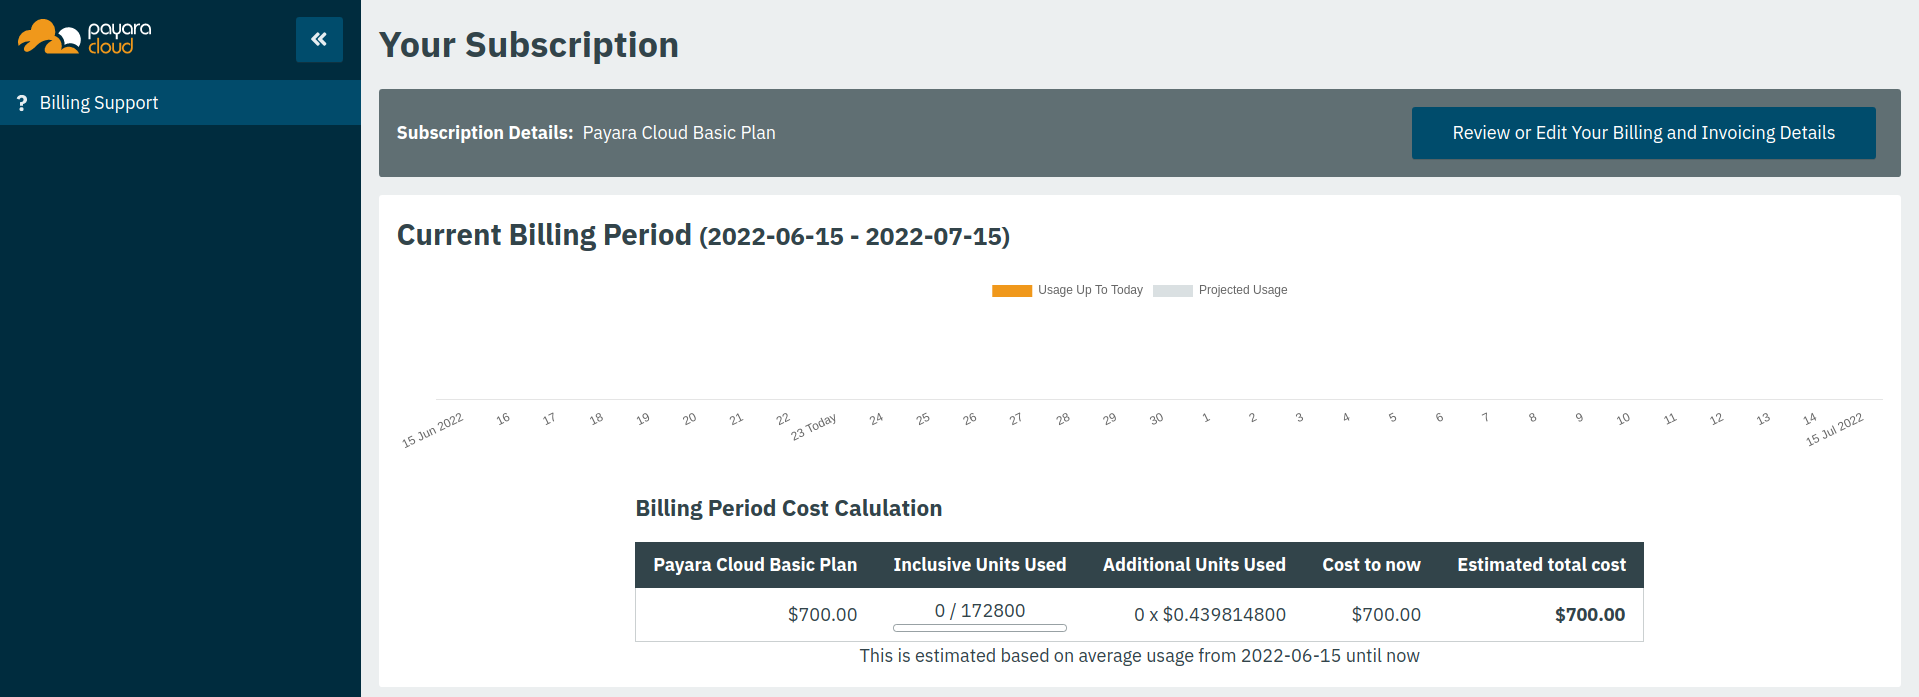 payara
cloud
Billing Support
Your Subscription
Subscription Details: Payara Cloud Basic Plan
Review or Edit Your Billing and Invoicing Details
Current Billing Period (2022-06-15 - 2022-07-15)
Usage Up To Today Projected Usage
15 Jun 2022 16 17 18 19 20 21 22 23 Today 24 25 26 27 28 29 30 1 2 3 4 5 6 7 8 9 10 11 12 13 14 15 Jul 2022
Billing Period Cost Calulation
Payara Cloud Basic Plan Inclusive Units Used Additional Units Used Cost to now Estimated total cost
$700.00 0 / 172800 0 x $0.439814800 $700.00 $700.00
This is estimated based on average usage from 2022-06-15 until now